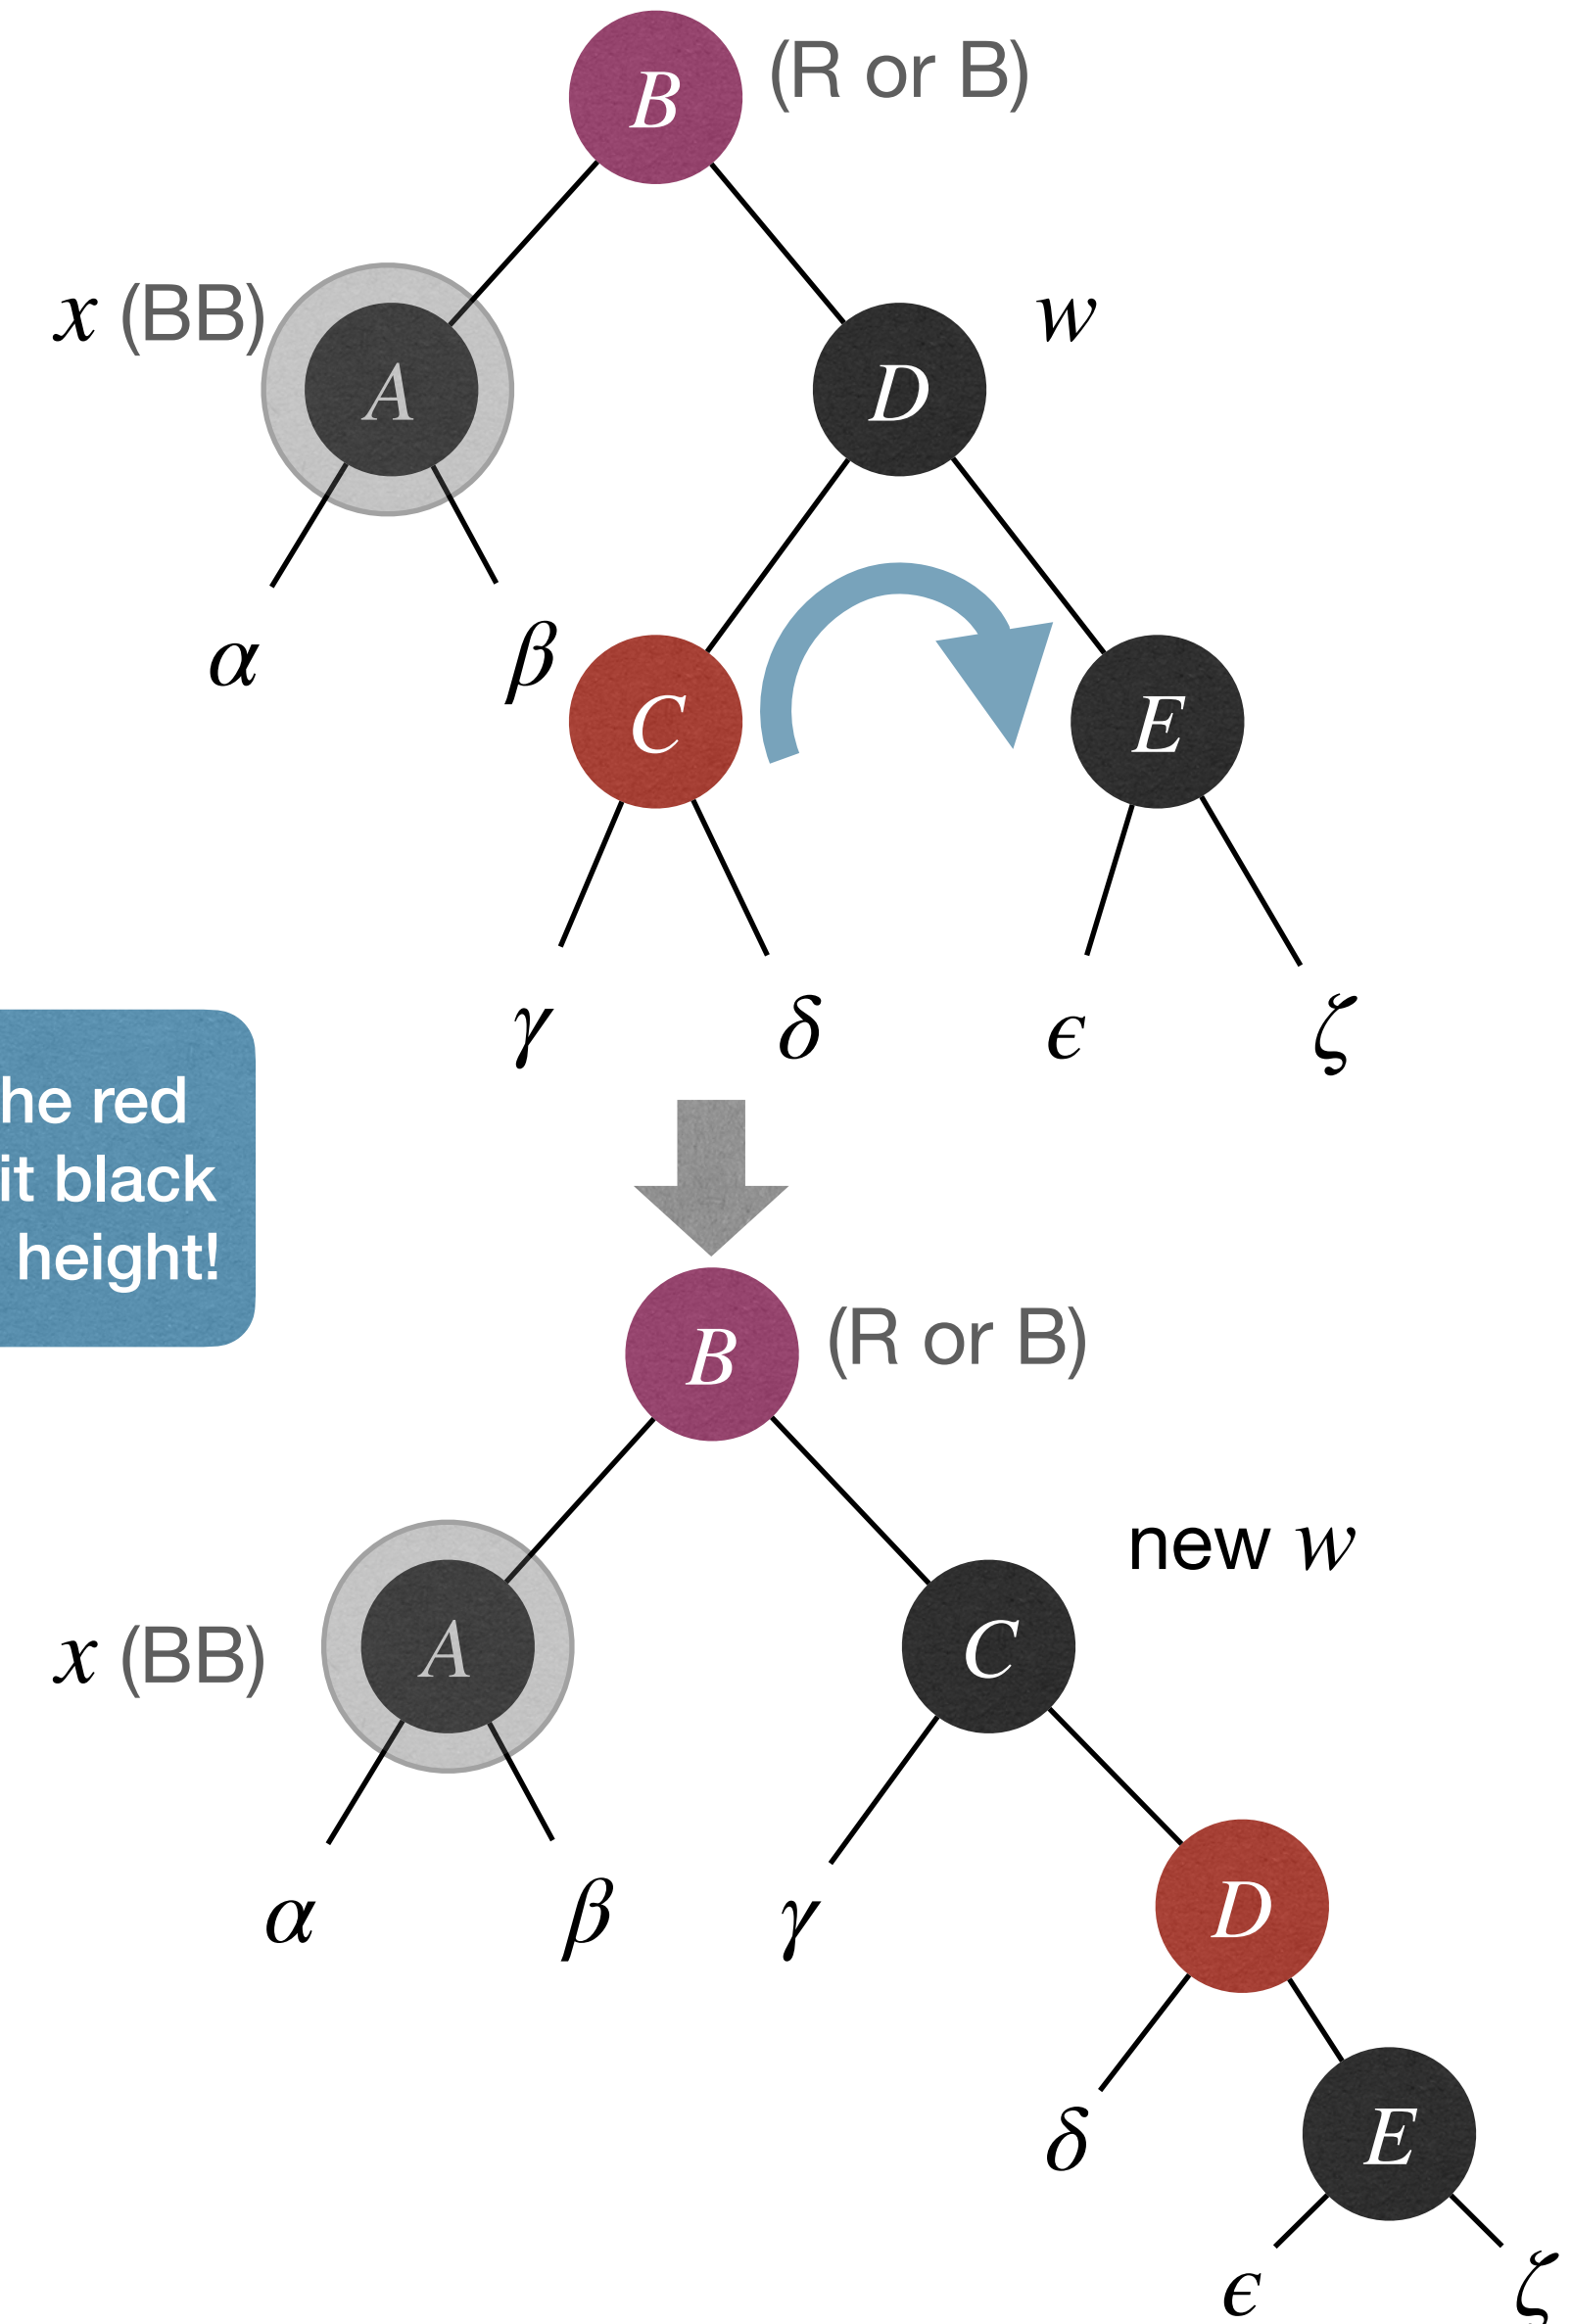 B (R or B)
x (BB)
A
D
w
α
β
C
E
γ
δ
ϵ
ζ
he red
it black
height!
B (R or B)
new w
x (BB)
A
C
α
β
γ
D
δ
E
ϵ
ζ